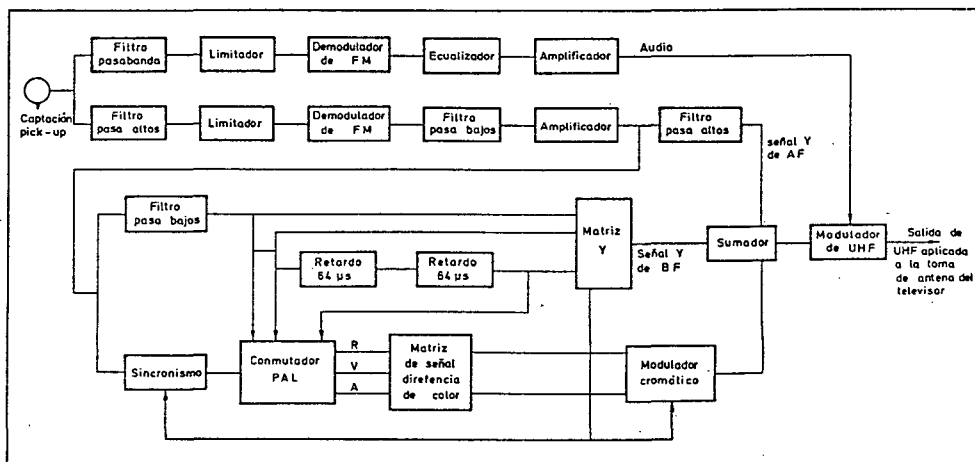 Filtro
pasabanda
Limitador
Demodulador
de FM
Ecualizador
Amplificador
Audio
Captación
pick-up
Filtro
pasa altos
Limitador
Demodulador
de FM
Filtro
pasa bajos
Amplificador
Filtro
pasa altos
señal Y
de AF
Filtro
pasa bajos
Retardo
64 µs
Retardo
64 µs
Matriz
Y
Señal Y
de BF
Sumador
Modulador
de UHF
Salida de
UHF aplicada
a la toma
de antena del
televisor
Sincronismo
Conmutador
PAL
R
V
A
Matriz
de señal
direfencia
de color
Modulador
cromático